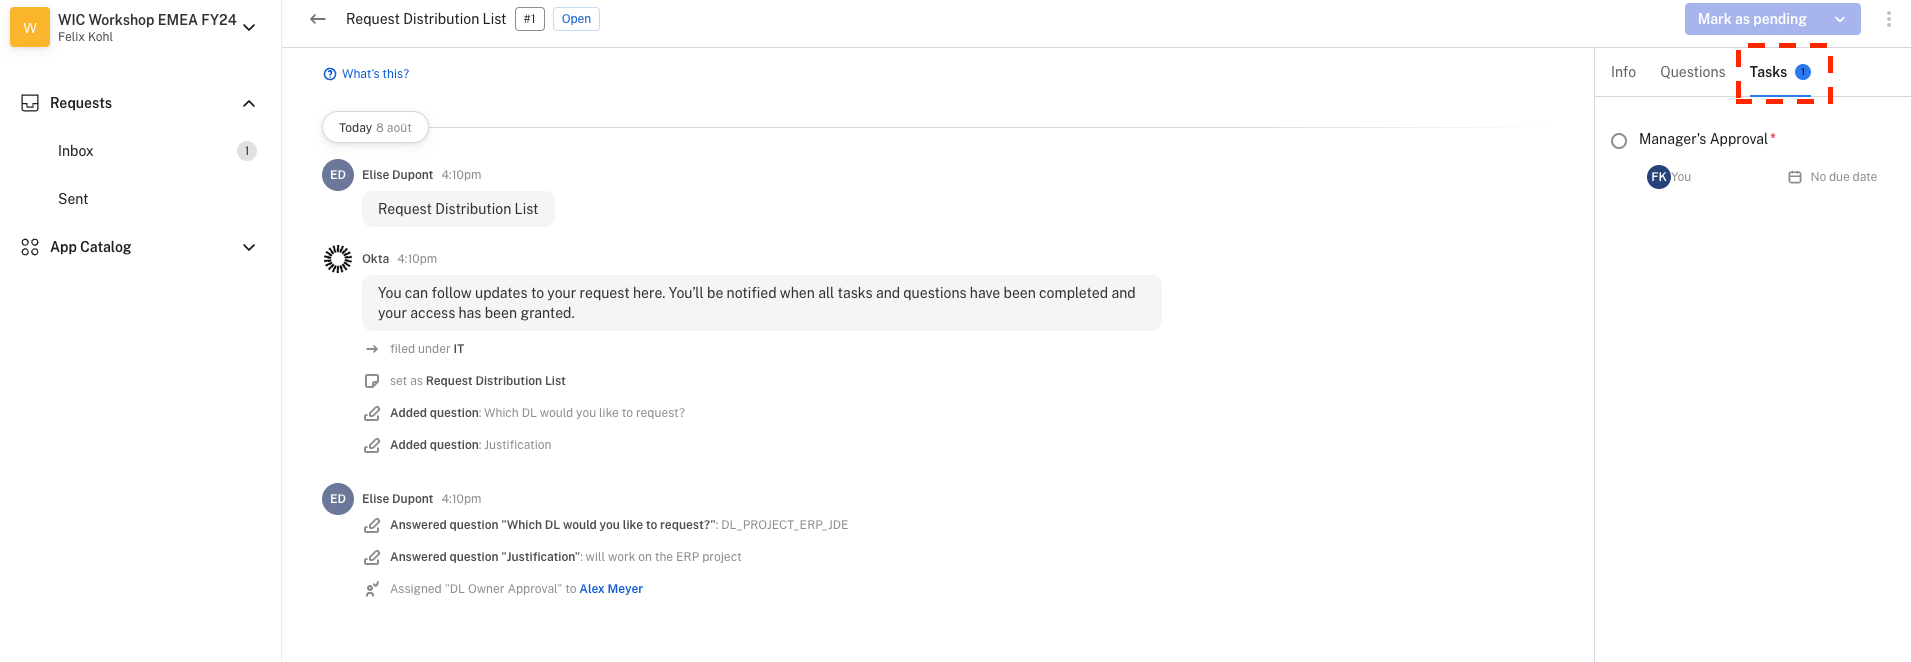 W
WIC Workshop EMEA FY24
Felix Kohl
Requests
Inbox 1
Sent
App Catalog
Request Distribution List #1 Open
Mark as pending
What's this?
Today 8 août
ED Elise Dupont 4:10pm
Request Distribution List
Okta 4:10pm
You can follow updates to your request here. You'll be notified when all tasks and questions have been completed and
your access has been granted.
filed under IT
set as Request Distribution List
Added question: Which DL would you like to request?
Added question: Justification
ED Elise Dupont 4:10pm
Answered question "Which DL would you like to request?": DL_PROJECT_ERP_JDE
Answered question "Justification": will work on the ERP project
Assigned "DL Owner Approval" to Alex Meyer
Info Questions Tasks 1
Manager's Approval*
FK You No due date